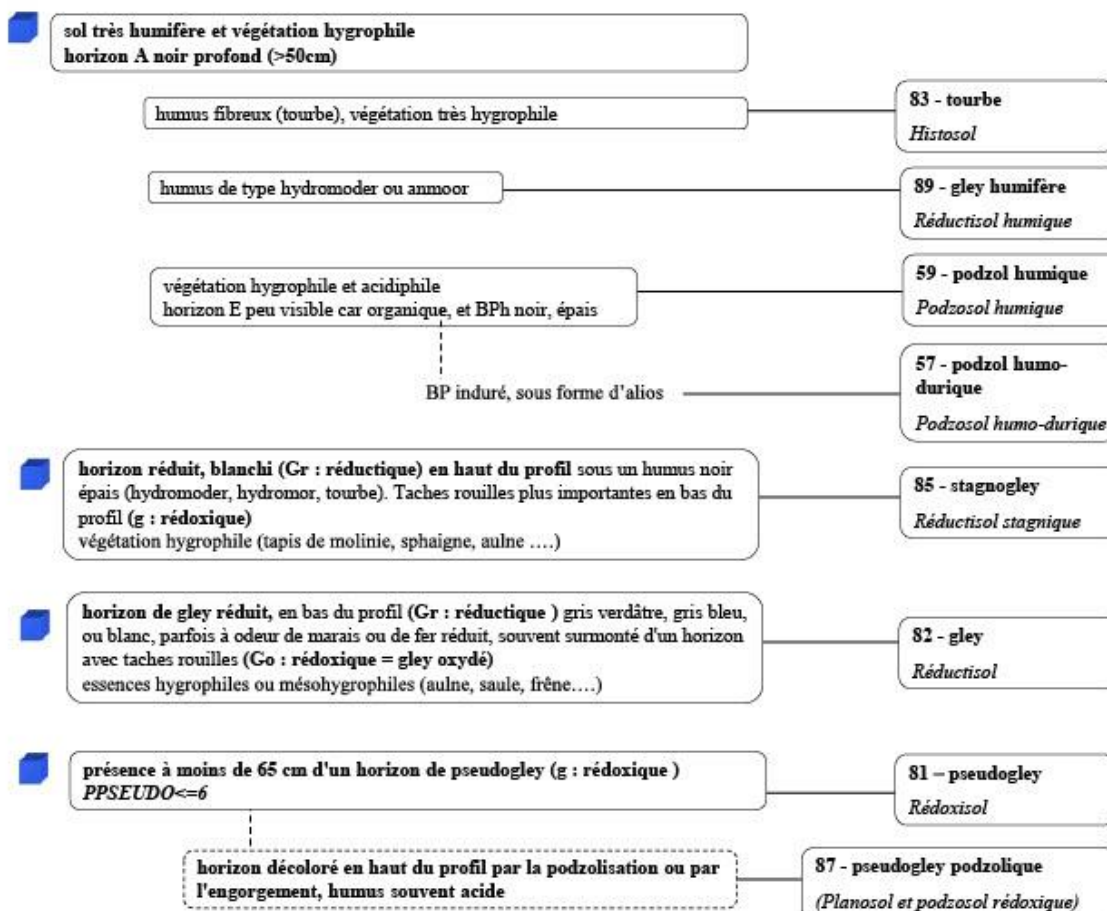 sol très humifère et végétation hygrophile
horizon A noir profond (>50cm)
humus fibreux (tourbe), végétation très hygrophile
83 - tourbe
Histosol
humus de type hydromoder ou anmoor
89 - gley humifère
Réductisol humique
végétation hygrophile et acidiphile
horizon E peu visible car organique, et BPh noir, épais
59 - podzol humique
Podzosol humique
BP induré, sous forme d'alios
57 - podzol humo-
durique
Podzosol humo-durique
horizon réduit, blanchi (Gr : réductique) en haut du profil sous un humus noir
épais (hydromoder, hydromor, tourbe). Taches rouilles plus importantes en bas du
profil (g : rédoxique)
végétation hygrophile (tapis de molinie, sphaigne, aulne ….)
85 - stagnogley
Réductisol stagnique
horizon de gley réduit, en bas du profil (Gr : réductique ) gris verdâtre, gris bleu,
ou blanc, parfois à odeur de marais ou de fer réduit, souvent surmonté d'un horizon
avec taches rouilles (Go : rédoxique = gley oxydé)
essences hygrophiles ou mésohygrophiles (aulne, saule, frêne….)
82 - gley
Réductisol
présence à moins de 65 cm d'un horizon de pseudogley (g : rédoxique )
PPSEUDO<=6
81 – pseudogley
Rédoxisol
horizon décoloré en haut du profil par la podzolisation ou par
l'engorgement, humus souvent acide
87 - pseudogley podzolique
(Planosol et podzosol rédoxique)